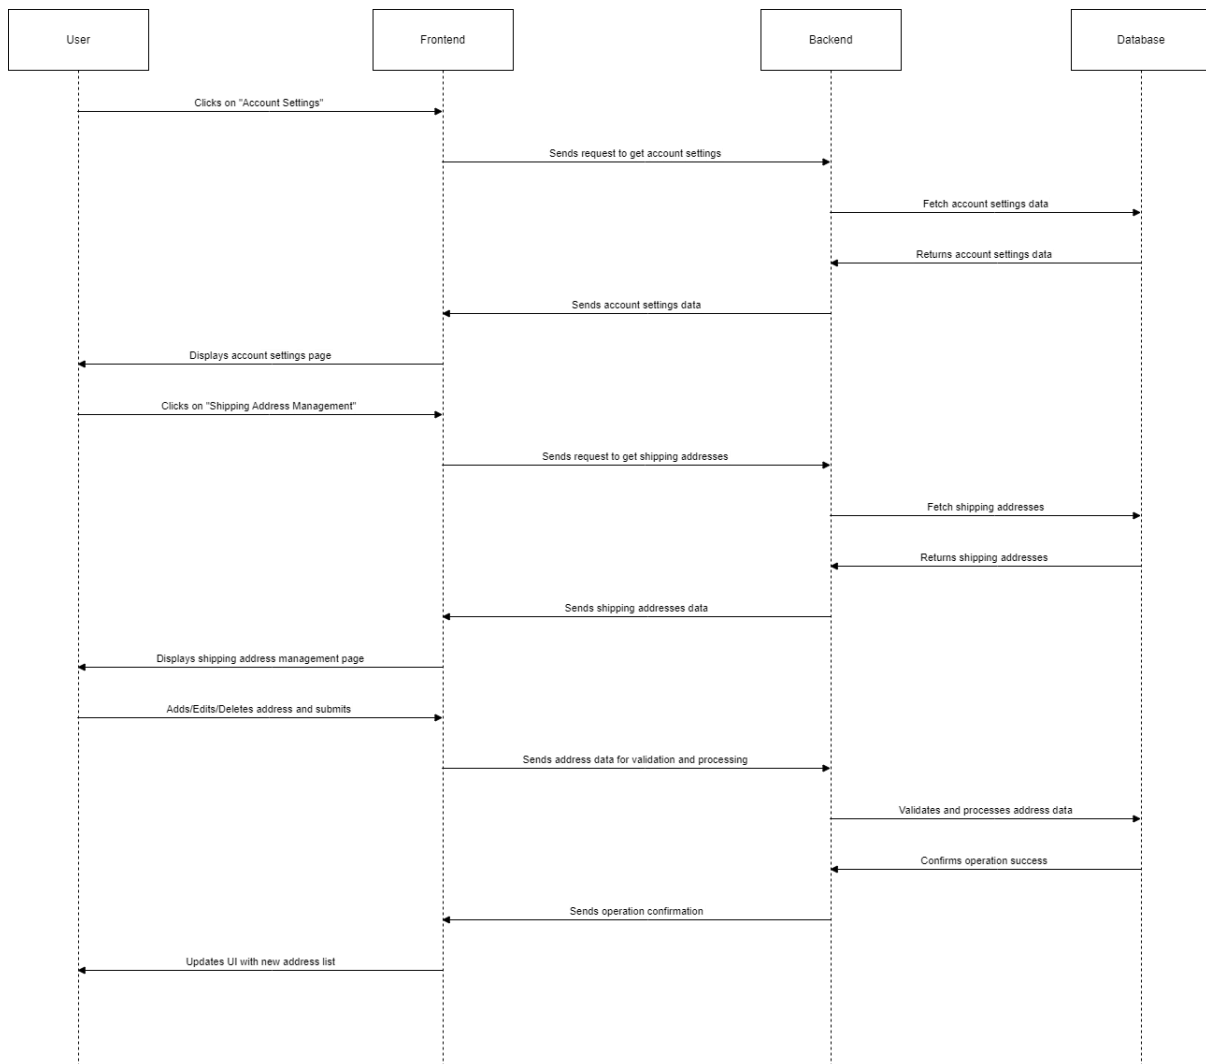 User
Frontend
Backend
Database
Clicks on "Account Settings"
Sends request to get account settings
Fetch account settings data
Returns account settings data
Sends account settings data
Displays account settings page
Clicks on "Shipping Address Management"
Sends request to get shipping addresses
Fetch shipping addresses
Returns shipping addresses
Sends shipping addresses data
Displays shipping address management page
Adds/Edits/Deletes address and submits
Sends address data for validation and processing
Validates and processes address data
Confirms operation success
Sends operation confirmation
Updates UI with new address list